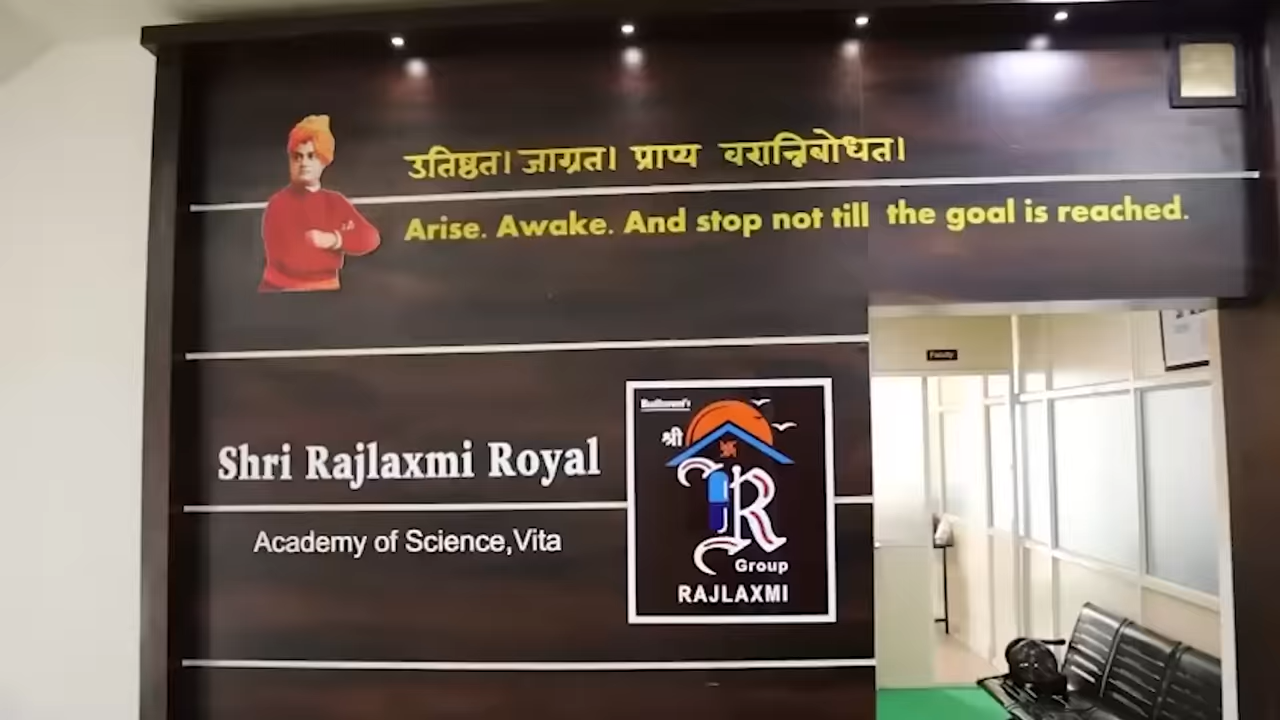 उतिष्ठत। जाग्रत। प्राप्य वरान्निबोधत।
Arise. Awake. And stop not till the goal is reached.
Faculty
श्री
Shri Rajlaxmi Royal
R
Academy of Science,Vita
Group
RAJLAXMI